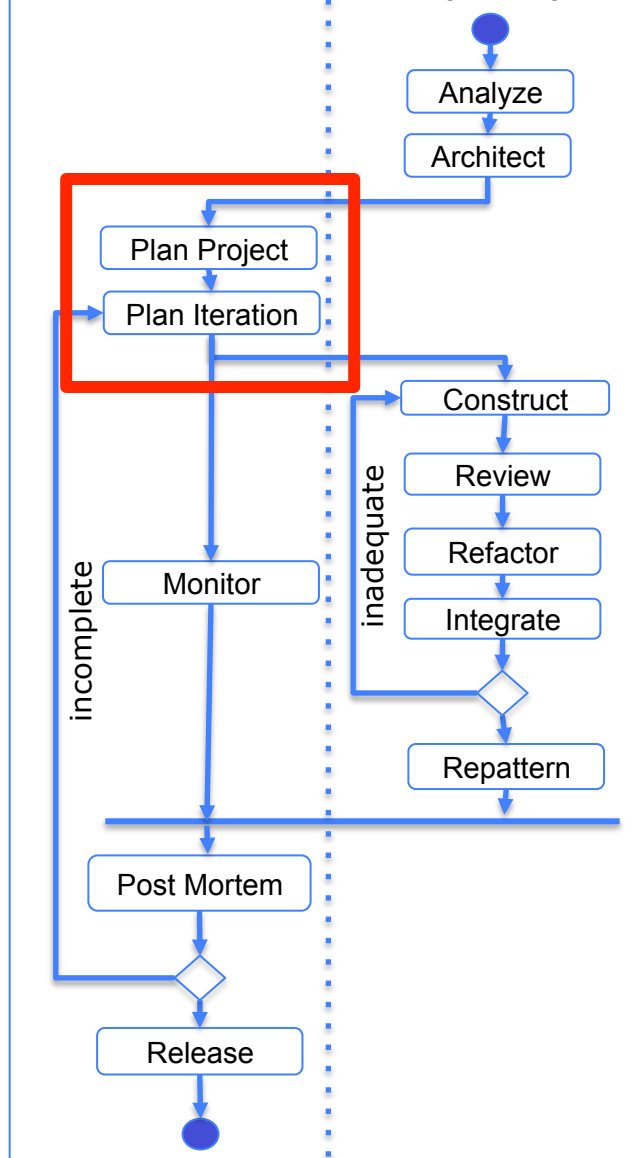 Analyze
Architect
Plan Project
Plan Iteration
Construct
Review
inadequate
Refactor
Monitor
incomplete
Integrate
Repattern
Post Mortem
Release